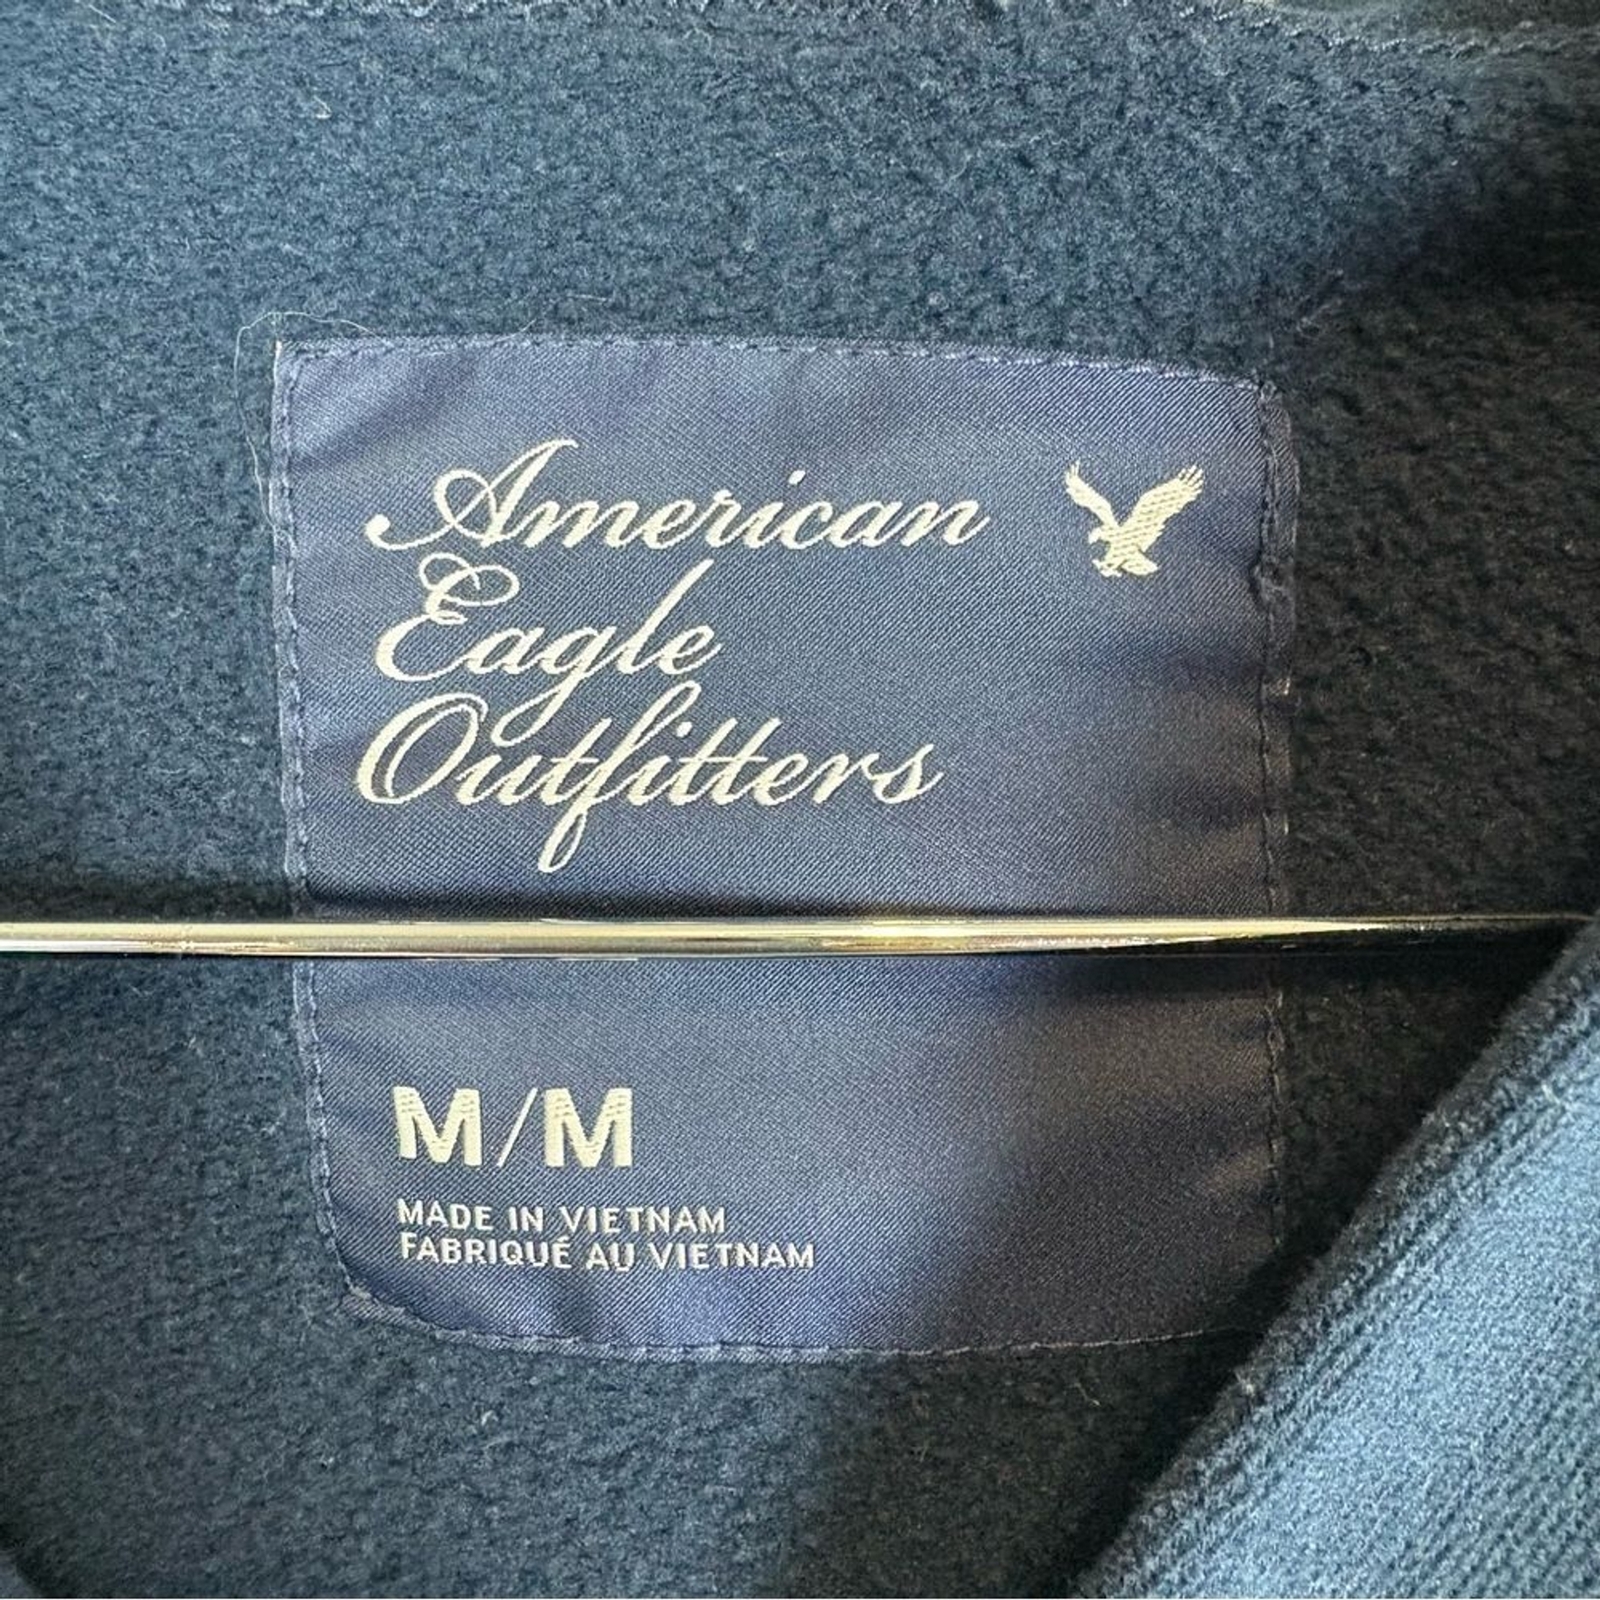 American
Eagle
Outfitters
M/M
MADE IN VIETNAM
FABRIQUÉ AU VIETNAM